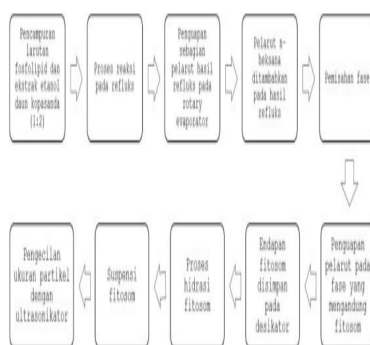 Pencampuran
larutan
fosfolipid dan
ekstrak etanol
daun kopasanda
(1:2)
Proses reaksi
pada refluks
Penguapan
sebagian
pelarut hasil
refluks pada
rotary
evaporator
Pelarut n-
heksana
ditambahkan
pada hasil
refluks
Pemisahan fase
Penguapan
pelarut pada
fase yang
mengandung
fitosom
Endapan
fitosom
disimpan
pada
desikator
Proses
hidrasi
fitosom
Suspensi
fitosom
Pengecilan
ukuran partikel
dengan
ultrasonikator